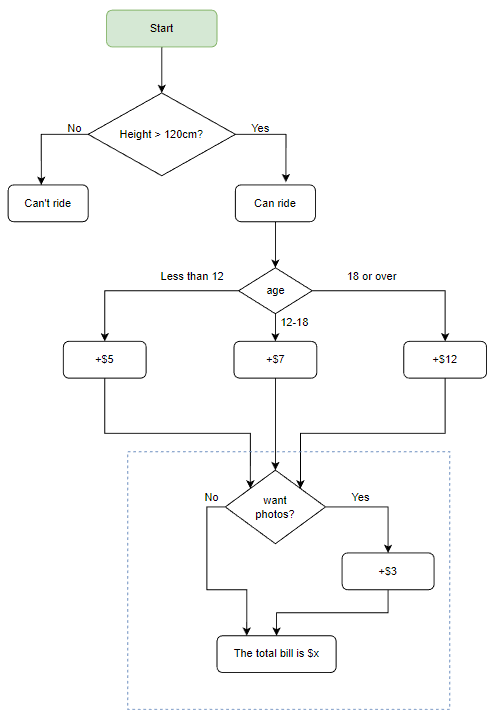 Start
Height > 120cm?
No
Yes
Can't ride
Can ride
Less than 12
age
18 or over
12-18
+$5
+$7
+$12
want
photos?
No
Yes
+$3
The total bill is $x